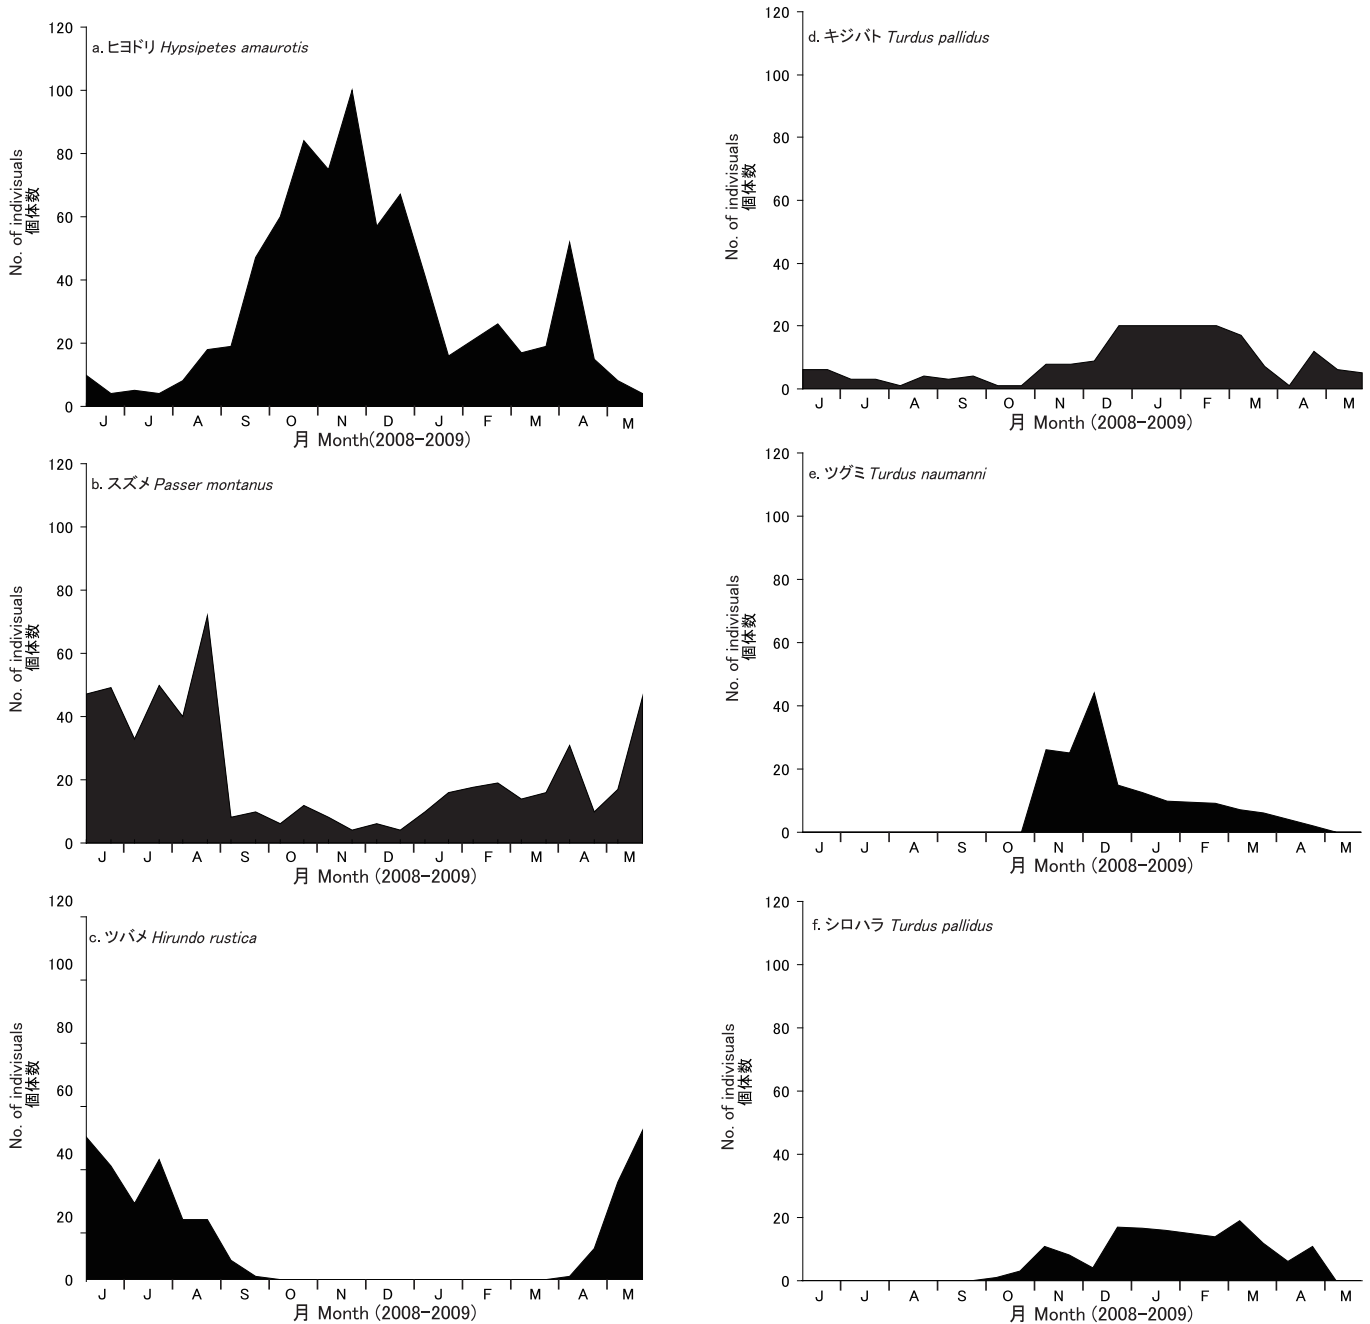 a. ヒヨドリ Hypsipetes amaurotis
120
100
80
60
40
20
0
No. of indivisuals
個体数
J J A S O N D J F M A M
月 Month(2008-2009)
b. スズメ Passer montanus
120
100
80
60
40
20
0
No. of indivisuals
個体数
J J A S O N D J F M A M
月 Month (2008-2009)
c. ツバメ Hirundo rustica
120
100
80
60
40
20
0
No. of indivisuals
個体数
J J A S O N D J F M A M
月 Month (2008-2009)
d. キジバト Turdus pallidus
120
100
80
60
40
20
0
No. of indivisuals
個体数
J J A S O N D J F M A M
月 Month (2008-2009)
e. ツグミ Turdus naumanni
120
100
80
60
40
20
0
No. of indivisuals
個体数
J J A S O N D J F M A M
月 Month (2008-2009)
f. シロハラ Turdus pallidus
120
100
80
60
40
20
0
No. of indivisuals
個体数
J J A S O N D J F M A M
月 Month (2008-2009)